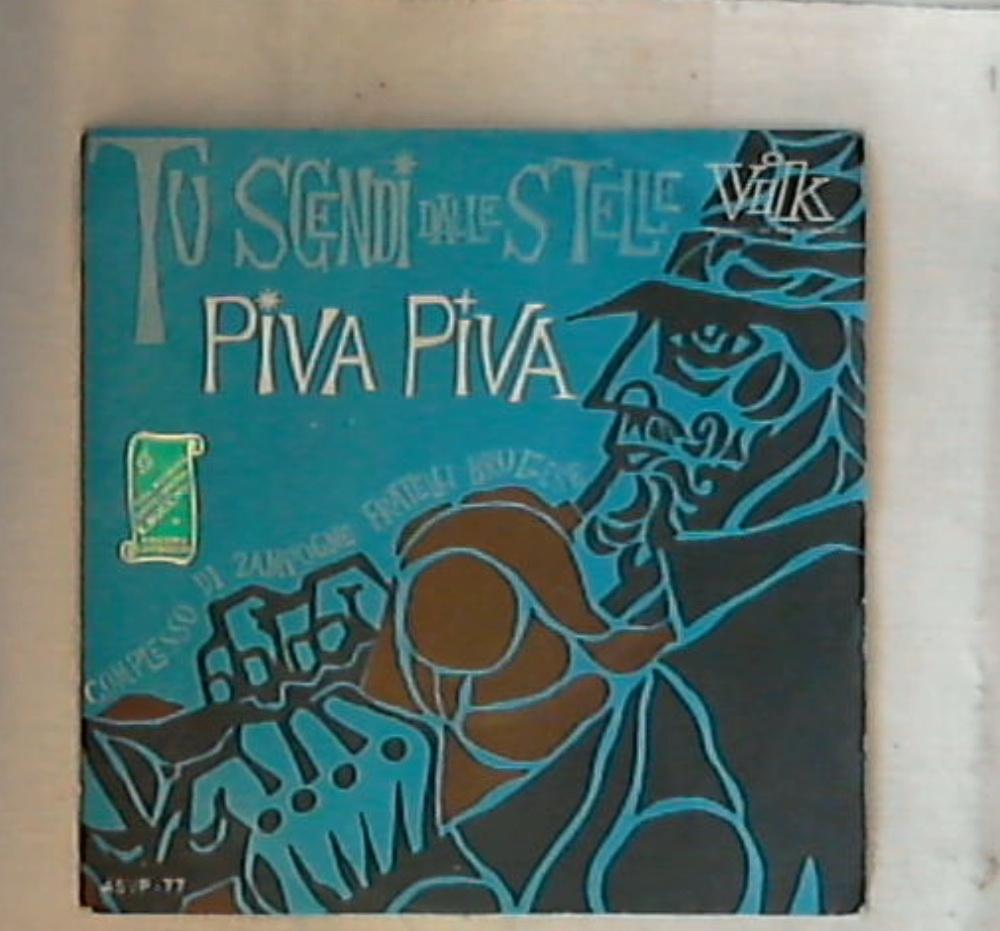 TU SCENDI DALLE STELLE
Vik
PIVA PIVA
COMPLESSO DI ZAMPOGNE FRATELLI
45VP-77